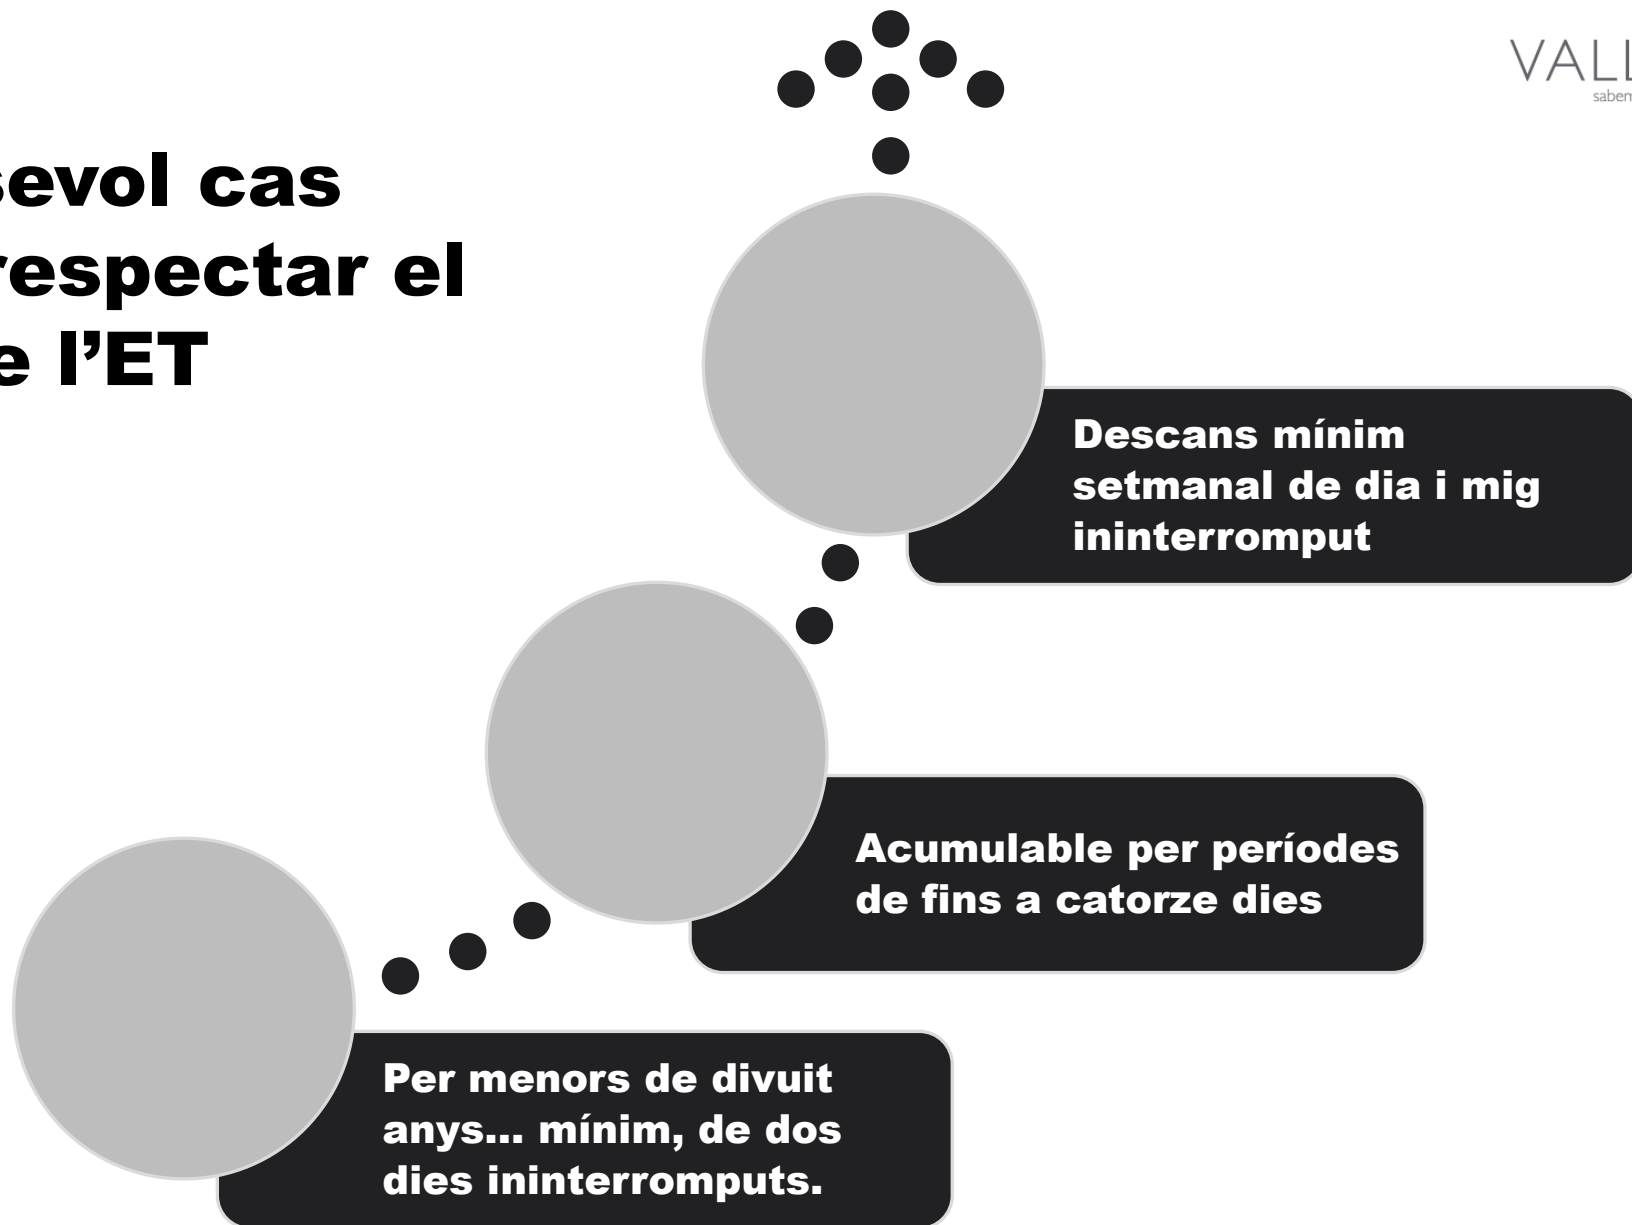 sevol cas
respectar el
e l’ET
VALL
sabem
Descans mínim
setmanal de dia i mig
ininterromput
Acumulable per períodes
de fins a catorze dies
Per menors de divuit
anys... mínim, de dos
dies ininterromputs.